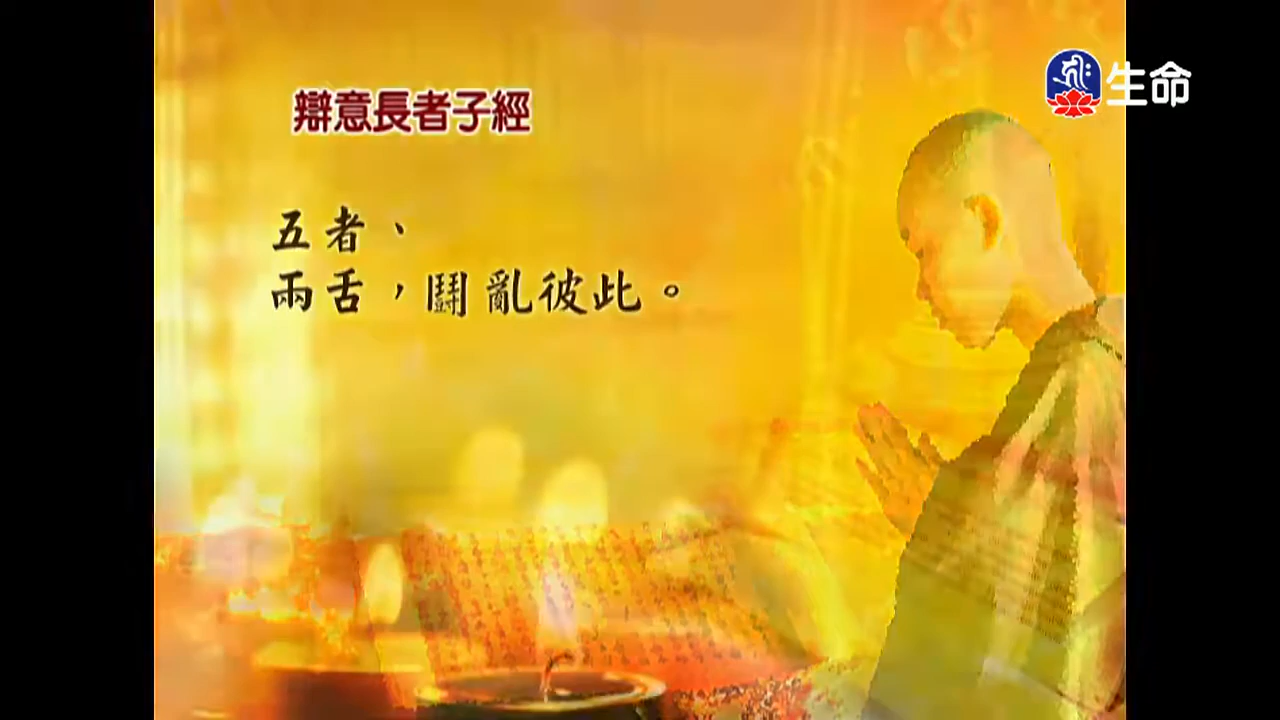 辯意長者子經
生命
五者、
兩舌，鬪亂彼此。